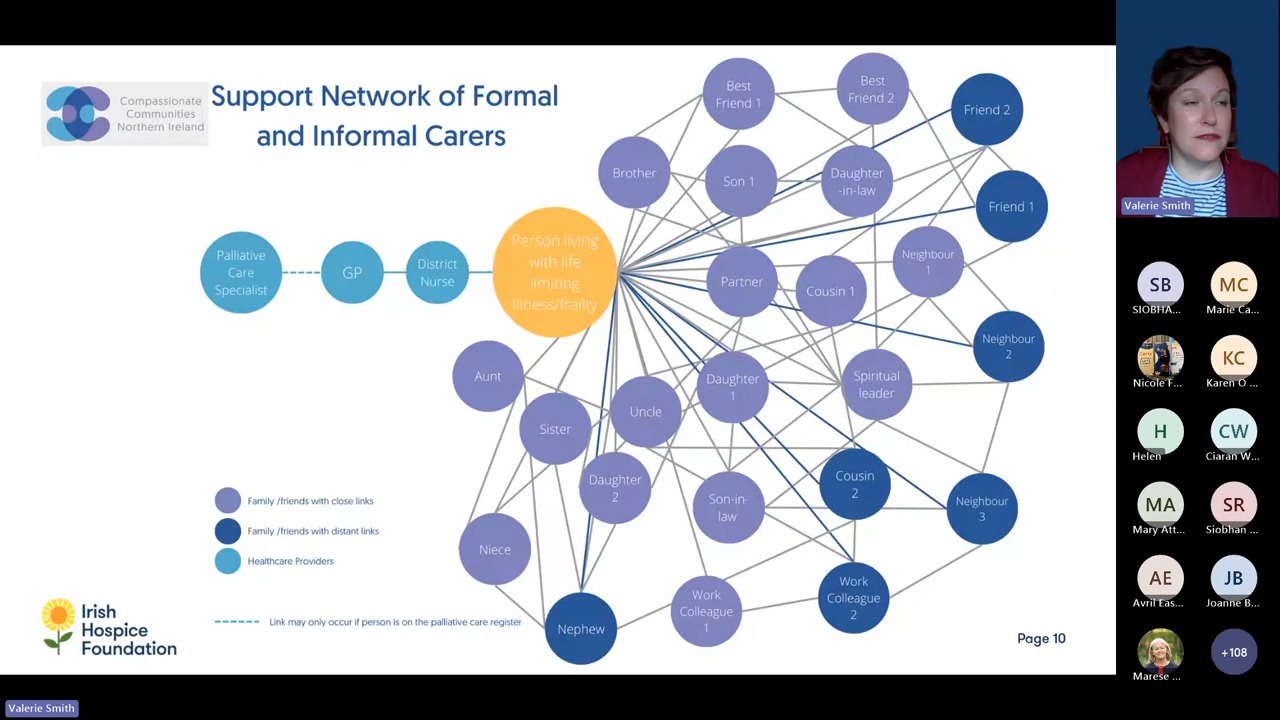 Compassionate
Communities
Northern Ireland
Support Network of Formal
and Informal Carers
Best
Friend 1
Best
Friend 2
Friend 2
Brother
Son 1
Daughter
-in-law
Friend 1
Palliative
Care
Specialist
GP
District
Nurse
Person living
with life
limiting
illness/frailty
Partner
Cousin 1
Neighbour
1
Neighbour
2
Aunt
Sister
Uncle
Daughter
1
Spiritual
leader
Daughter
2
Son-in-
law
Cousin
2
Neighbour
3
Niece
Nephew
Work
Colleague
1
Work
Colleague
2
Family /friends with close links
Family /friends with distant links
Healthcare Providers
Link may only occur if person is on the palliative care register
Irish
Hospice
Foundation
Page 10
Valerie Smith
SB
SIOBHA...
MC
Marie Ca...
Nicole F...
KC
Karen O ...
H
Helen
CW
Ciaran W...
MA
Mary Att...
SR
Siobhan ...
AE
Avril Eas...
JB
Joanne B...
Marese ...
+108
Valerie Smith